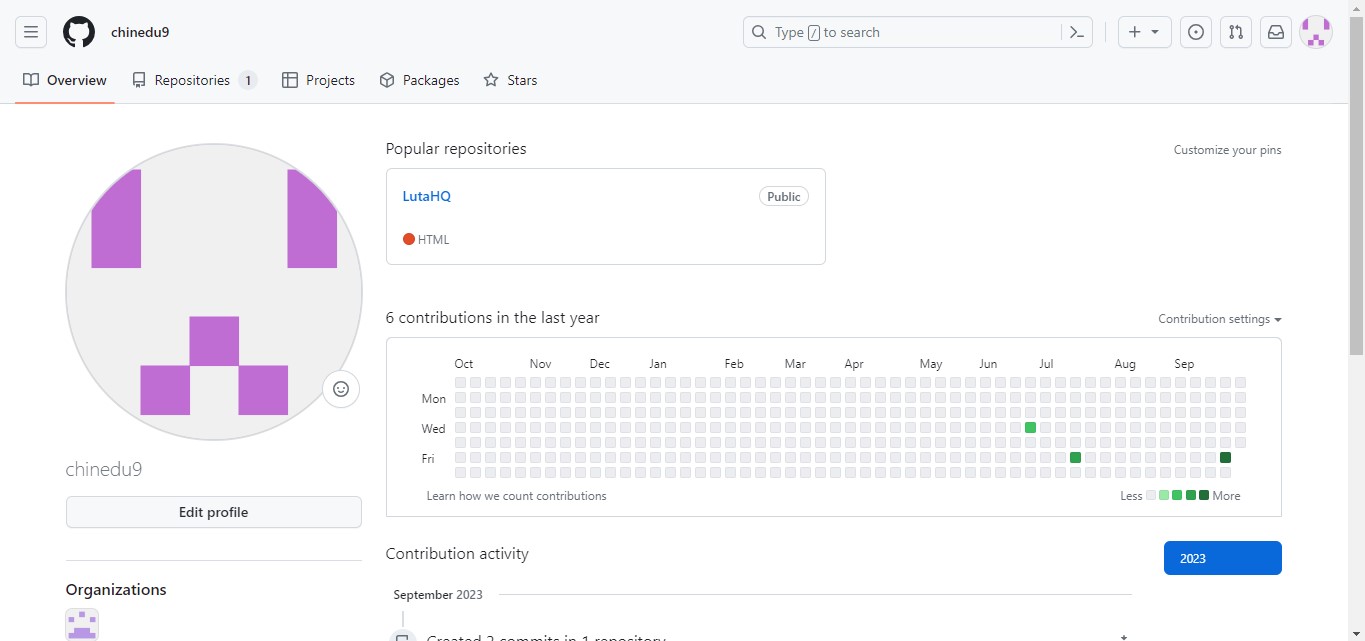 chinedu9
Type / to search
Overview
Repositories 1
Projects
Packages
Stars
Popular repositories
Customize your pins
LutaHQ
Public
HTML
6 contributions in the last year
Contribution settings
Oct Nov Dec Jan Feb Mar Apr May Jun Jul Aug Sep
Mon
Wed
Fri
Learn how we count contributions
Less More
chinedu9
Edit profile
Organizations
Contribution activity
2023
September 2023
Created 2 commits in 1 repository